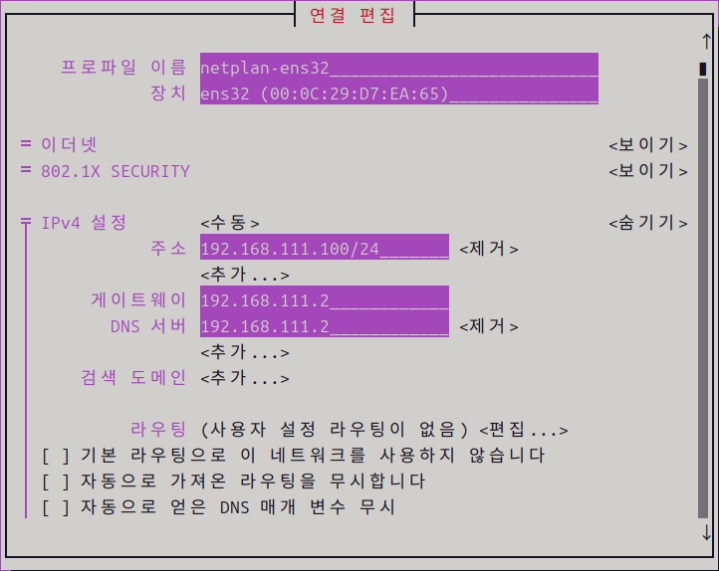 연결 편집
프로파일 이름 netplan-ens32
장치 ens32 (00:0C:29:D7:EA:65)
= 이더넷 <보이기>
= 802.1X SECURITY <보이기>
= IPv4 설정 <수동> <숨기기>
주소 192.168.111.100/24 <제거>
<추가...>
게이트웨이 192.168.111.2
DNS 서버 192.168.111.2 <제거>
<추가...>
검색 도메인 <추가...>
라우팅 (사용자 설정 라우팅이 없음) <편집...>
[ ] 기본 라우팅으로 이 네트워크를 사용하지 않습니다
[ ] 자동으로 가져온 라우팅을 무시합니다
[ ] 자동으로 얻은 DNS 매개 변수 무시